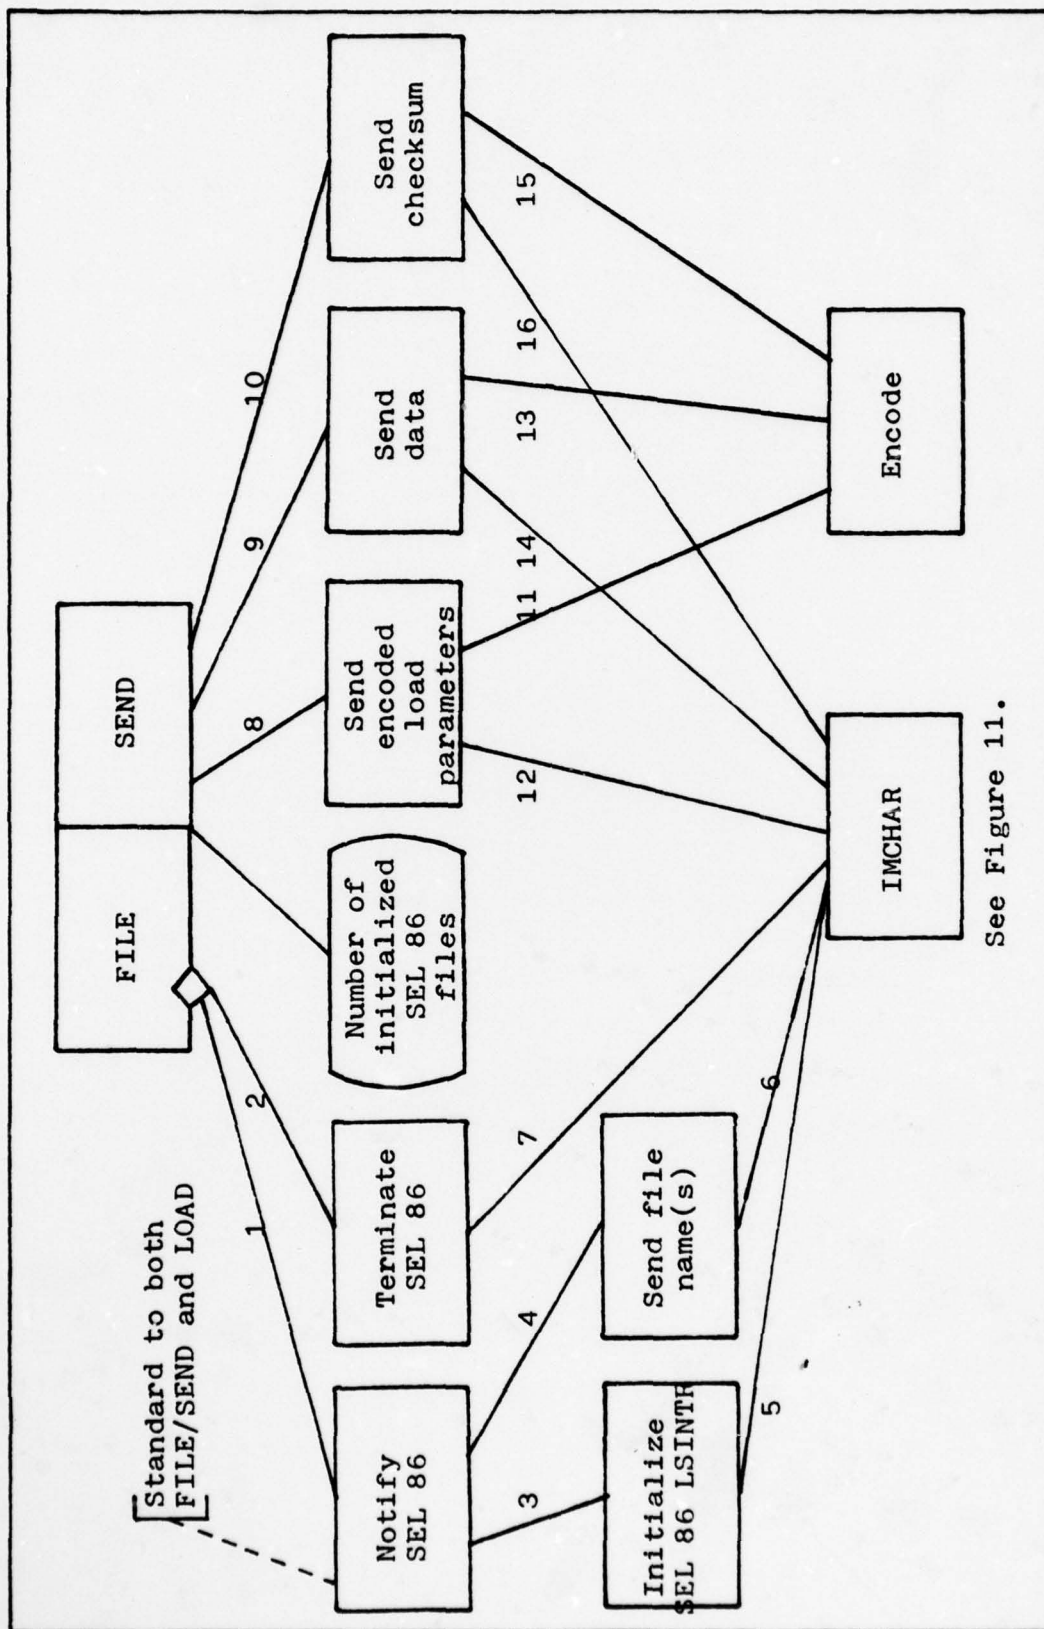 FILE
SEND
Standard to both
FILE/SEND and LOAD
1
2
8
9
10
Notify
SEL 86
Terminate
SEL 86
Number of
initialized
SEL 86
files
Send
encoded
load
parameters
Send
data
Send
checksum
3
4
7
12
11
14
13
16
15
Initialize
SEL 86 LSINTR
Send file
name(s)
5
6
IMCHAR
Encode
See Figure 11.